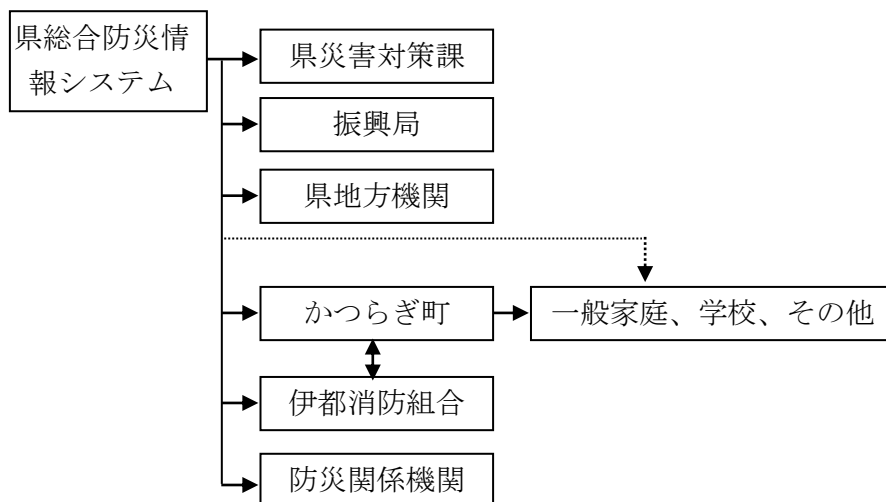 県総合防災情
報システム
県災害対策課
振興局
県地方機関
かつらぎ町
一般家庭、学校、その他
伊都消防組合
防災関係機関